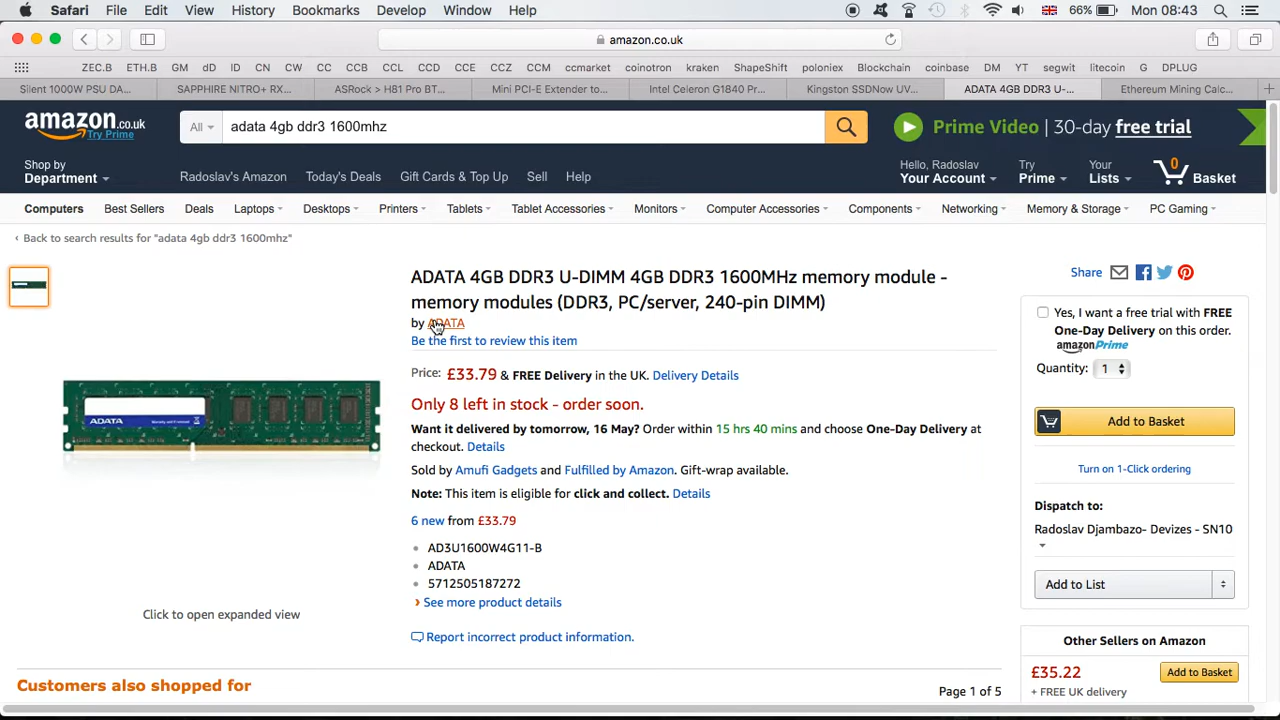 Safari File Edit View History Bookmarks Develop Window Help 66% Mon 08:43
amazon.co.uk
ZEC.B ETH.B GM dD ID CN CW CC CCB CCL CCD CCE CCZ CCM ccmarket coinotron kraken ShapeShift poloniex Blockchain coinbase DM YT segwit litecoin G DPLUG
Silent 1000W PSU DA... SAPPHIRE NITRO+ RX... ASRock > H81 Pro BT... Mini PCI-E Extender to... Intel Celeron G1840 Pr... Kingston SSDNow UV... ADATA 4GB DDR3 U-... Ethereum Mining Calc...
amazon.co.uk
Try Prime
All adata 4gb ddr3 1600mhz
Prime Video | 30-day free trial
Shop by
Department
Radoslav's Amazon Today's Deals Gift Cards & Top Up Sell Help
Hello, Radoslav
Your Account
Try
Prime
Your
Lists
0
Basket
Computers Best Sellers Deals Laptops Desktops Printers Tablets Tablet Accessories Monitors Computer Accessories Components Networking Memory & Storage PC Gaming
‹ Back to search results for "adata 4gb ddr3 1600mhz"
ADATA
Click to open expanded view
ADATA 4GB DDR3 U-DIMM 4GB DDR3 1600MHz memory module -
memory modules (DDR3, PC/server, 240-pin DIMM)
by ADATA
Be the first to review this item
Price: £33.79 & FREE Delivery in the UK. Delivery Details
Only 8 left in stock - order soon.
Want it delivered by tomorrow, 16 May? Order within 15 hrs 40 mins and choose One-Day Delivery at
checkout. Details
Sold by Amufi Gadgets and Fulfilled by Amazon. Gift-wrap available.
Note: This item is eligible for click and collect. Details
6 new from £33.79
• AD3U1600W4G11-B
• ADATA
• 5712505187272
› See more product details
Report incorrect product information.
Share
Yes, I want a free trial with FREE
One-Day Delivery on this order.
amazonPrime
Quantity: 1
Add to Basket
Turn on 1-Click ordering
Dispatch to:
Radoslav Djambazo- Devizes - SN10
Add to List
Other Sellers on Amazon
£35.22 Add to Basket
+ FREE UK delivery
Customers also shopped for
Page 1 of 5